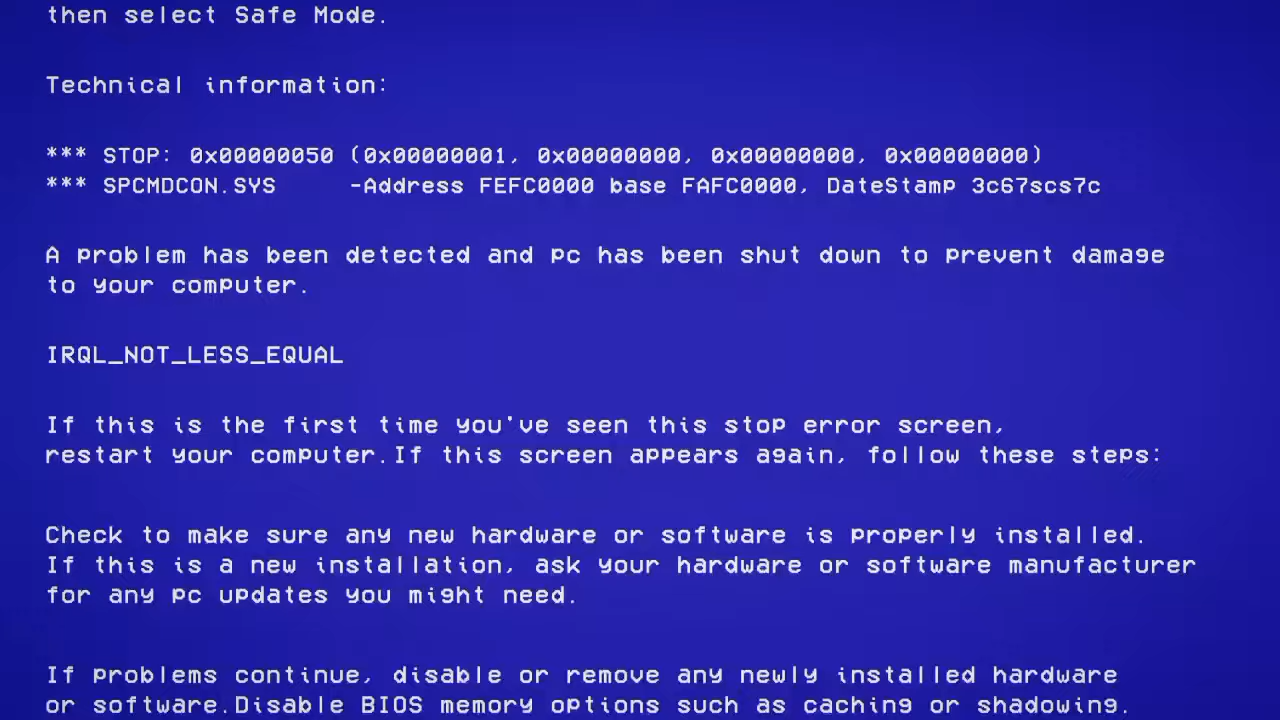 then select Safe Mode.
Technical information:
*** STOP: 0x00000050 (0x00000001, 0x00000000, 0x00000000, 0x00000000)
*** SPCMDCON.SYS -Address FEFC0000 base FAFC0000, DateStamp 3c67scs7c
A problem has been detected and pc has been shut down to prevent damage
to your computer.
IRQL_NOT_LESS_EQUAL
If this is the first time you've seen this stop error screen,
restart your computer.If this screen appears again, follow these steps:
Check to make sure any new hardware or software is properly installed.
If this is a new installation, ask your hardware or software manufacturer
for any pc updates you might need.
If problems continue, disable or remove any newly installed hardware
or software.Disable BIOS memory options such as caching or shadowing.